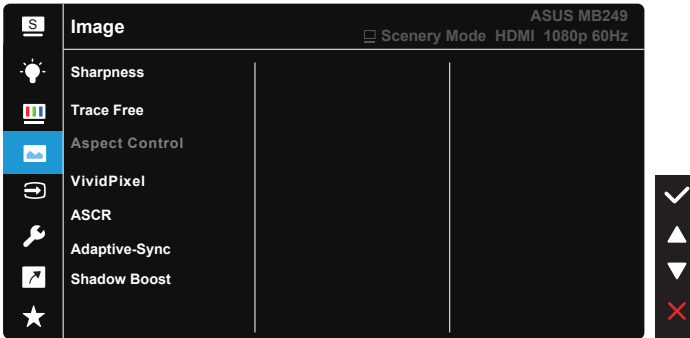 S
Image
ASUS MB249
Scenery Mode HDMI 1080p 60Hz
Sharpness
Trace Free
Aspect Control
VividPixel
ASCR
Adaptive-Sync
Shadow Boost